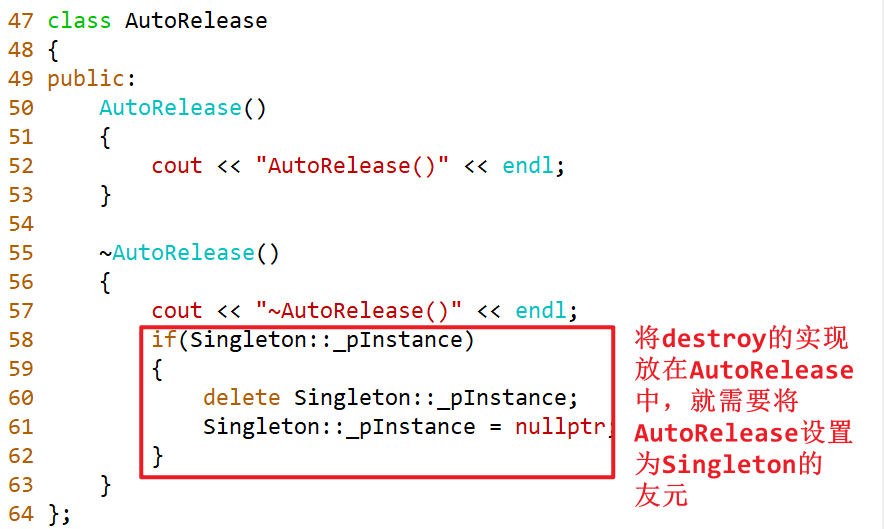 47 class AutoRelease
48 {
49 public:
50     AutoRelease()
51     {
52         cout << "AutoRelease()" << endl;
53     }
54
55     ~AutoRelease()
56     {
57         cout << "~AutoRelease()" << endl;
58         if(Singleton::_pInstance)
59         {
60             delete Singleton::_pInstance;
61             Singleton::_pInstance = nullptr;
62         }
63     }
64 };
将destroy的实现
放在AutoRelease
中，就需要将
AutoRelease设置
为Singleton的
友元